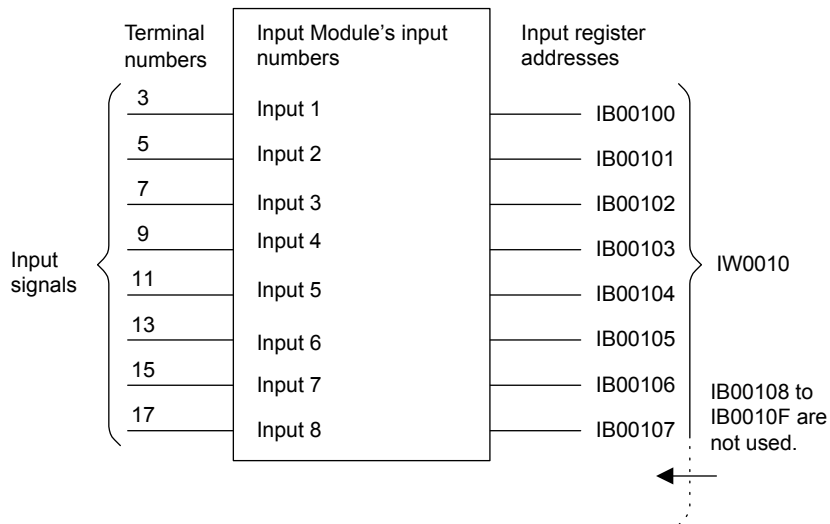 Terminal
numbers
Input Module’s input
numbers
Input register
addresses
3
Input 1
IB00100
5
Input 2
IB00101
7
Input 3
IB00102
9
Input 4
IB00103
Input
signals
IW0010
11
Input 5
IB00104
13
Input 6
IB00105
15
Input 7
IB00106
17
Input 8
IB00107
IB00108 to
IB0010F are
not used.